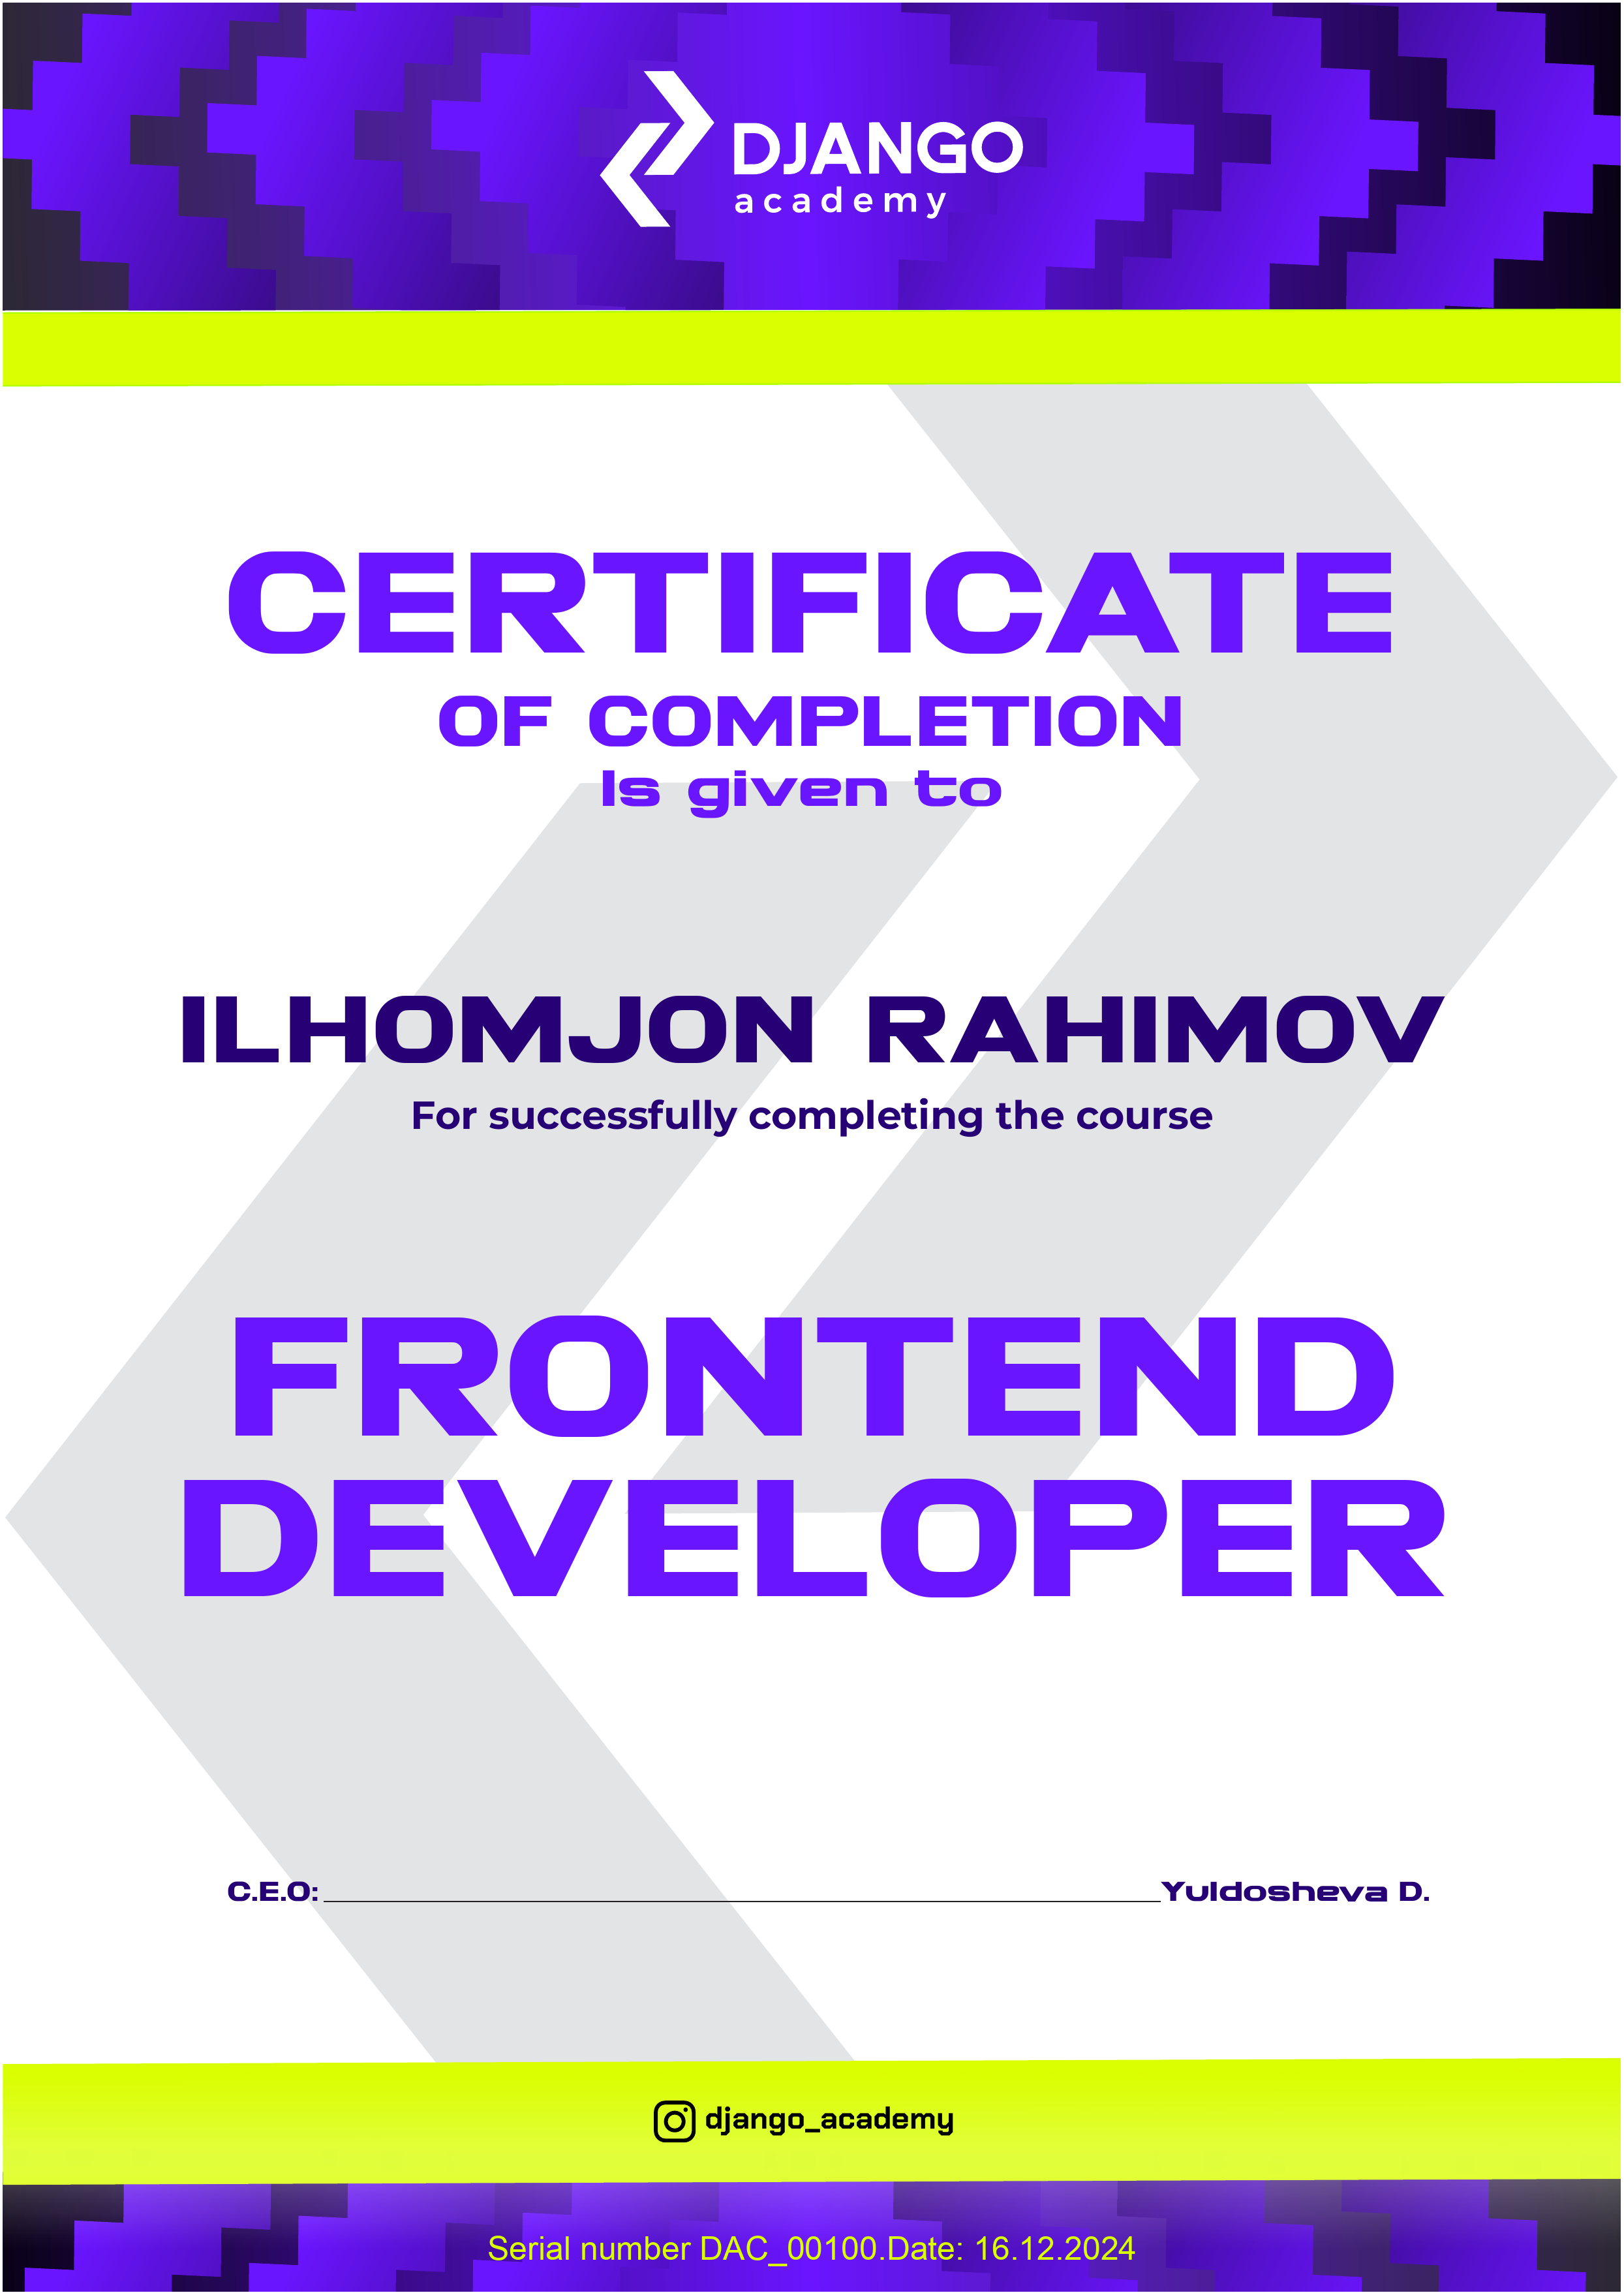 DJANGO
academy
CERTIFICATE
OF COMPLETION
Is given to
ILHOMJON RAHIMOV
For successfully completing the course
FRONTEND
DEVELOPER
C.E.O: Yuldosheva D.
django_academy
Serial number DAC_00100.Date: 16.12.2024